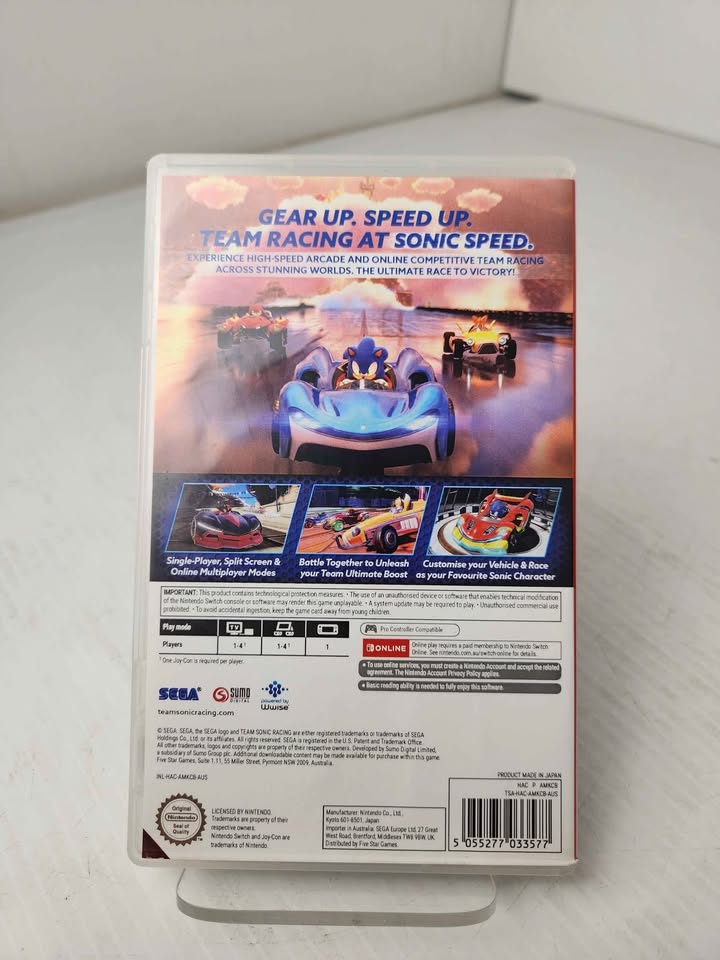 GEAR UP. SPEED UP.
TEAM RACING AT SONIC SPEED.
EXPERIENCE HIGH-SPEED ARCADE AND ONLINE COMPETITIVE TEAM RACING
ACROSS STUNNING WORLDS. THE ULTIMATE RACE TO VICTORY!
Single-Player, Split Screen &
Online Multiplayer Modes
Battle Together to Unleash
your Team Ultimate Boost
Customise your Vehicle & Race
as your Favourite Sonic Character
IMPORTANT: This product contains technological protection measures. • The use of an unauthorised device or software that enables technical modification
of the Nintendo Switch console or software may render this game unplayable. • A system update may be required to play. • Unauthorised commercial use
prohibited. • To avoid accidental ingestion, keep the game card away from young children.
Play mode
TV
Players
1-4¹
1-4¹
1
¹ One Joy-Con is required per player.
Pro Controller Compatible
ONLINE
Online play requires a paid membership to Nintendo Switch
Online. See nintendo.com.au/switch-online for details.
• To use online services, you must create a Nintendo Account and accept the related
agreement. The Nintendo Account Privacy Policy applies.
• Basic reading ability is needed to fully enjoy this software.
SEGA®
SUMO
DIGITAL
powered by
Wwise
teamsonicracing.com
© SEGA. SEGA, the SEGA logo and TEAM SONIC RACING are either registered trademarks or trademarks of SEGA
Holdings Co., Ltd. or its affiliates. All rights reserved. SEGA is registered in the U.S. Patent and Trademark Office.
All other trademarks, logos and copyrights are property of their respective owners. Developed by Sumo Digital Limited,
a subsidiary of Sumo Group plc. Additional downloadable content may be made available for purchase within this game.
Five Star Games, Suite 1.11, 55 Miller Street, Pyrmont NSW 2009, Australia.
INL-HAC-AMKCB-AUS
PRODUCT MADE IN JAPAN
HAC P AMKCB
TSA-HAC-AMKCB-AUS
Original
Nintendo
Seal of
Quality
LICENSED BY NINTENDO
Trademarks are property of their
respective owners.
Nintendo Switch and Joy-Con are
trademarks of Nintendo.
Manufacturer: Nintendo Co., Ltd.,
Kyoto 601-8501, Japan
Importer in Australia: SEGA Europe Ltd, 27 Great
West Road, Brentford, Middlesex TW8 9BW, UK.
Distributed by Five Star Games.
5 055277 033577